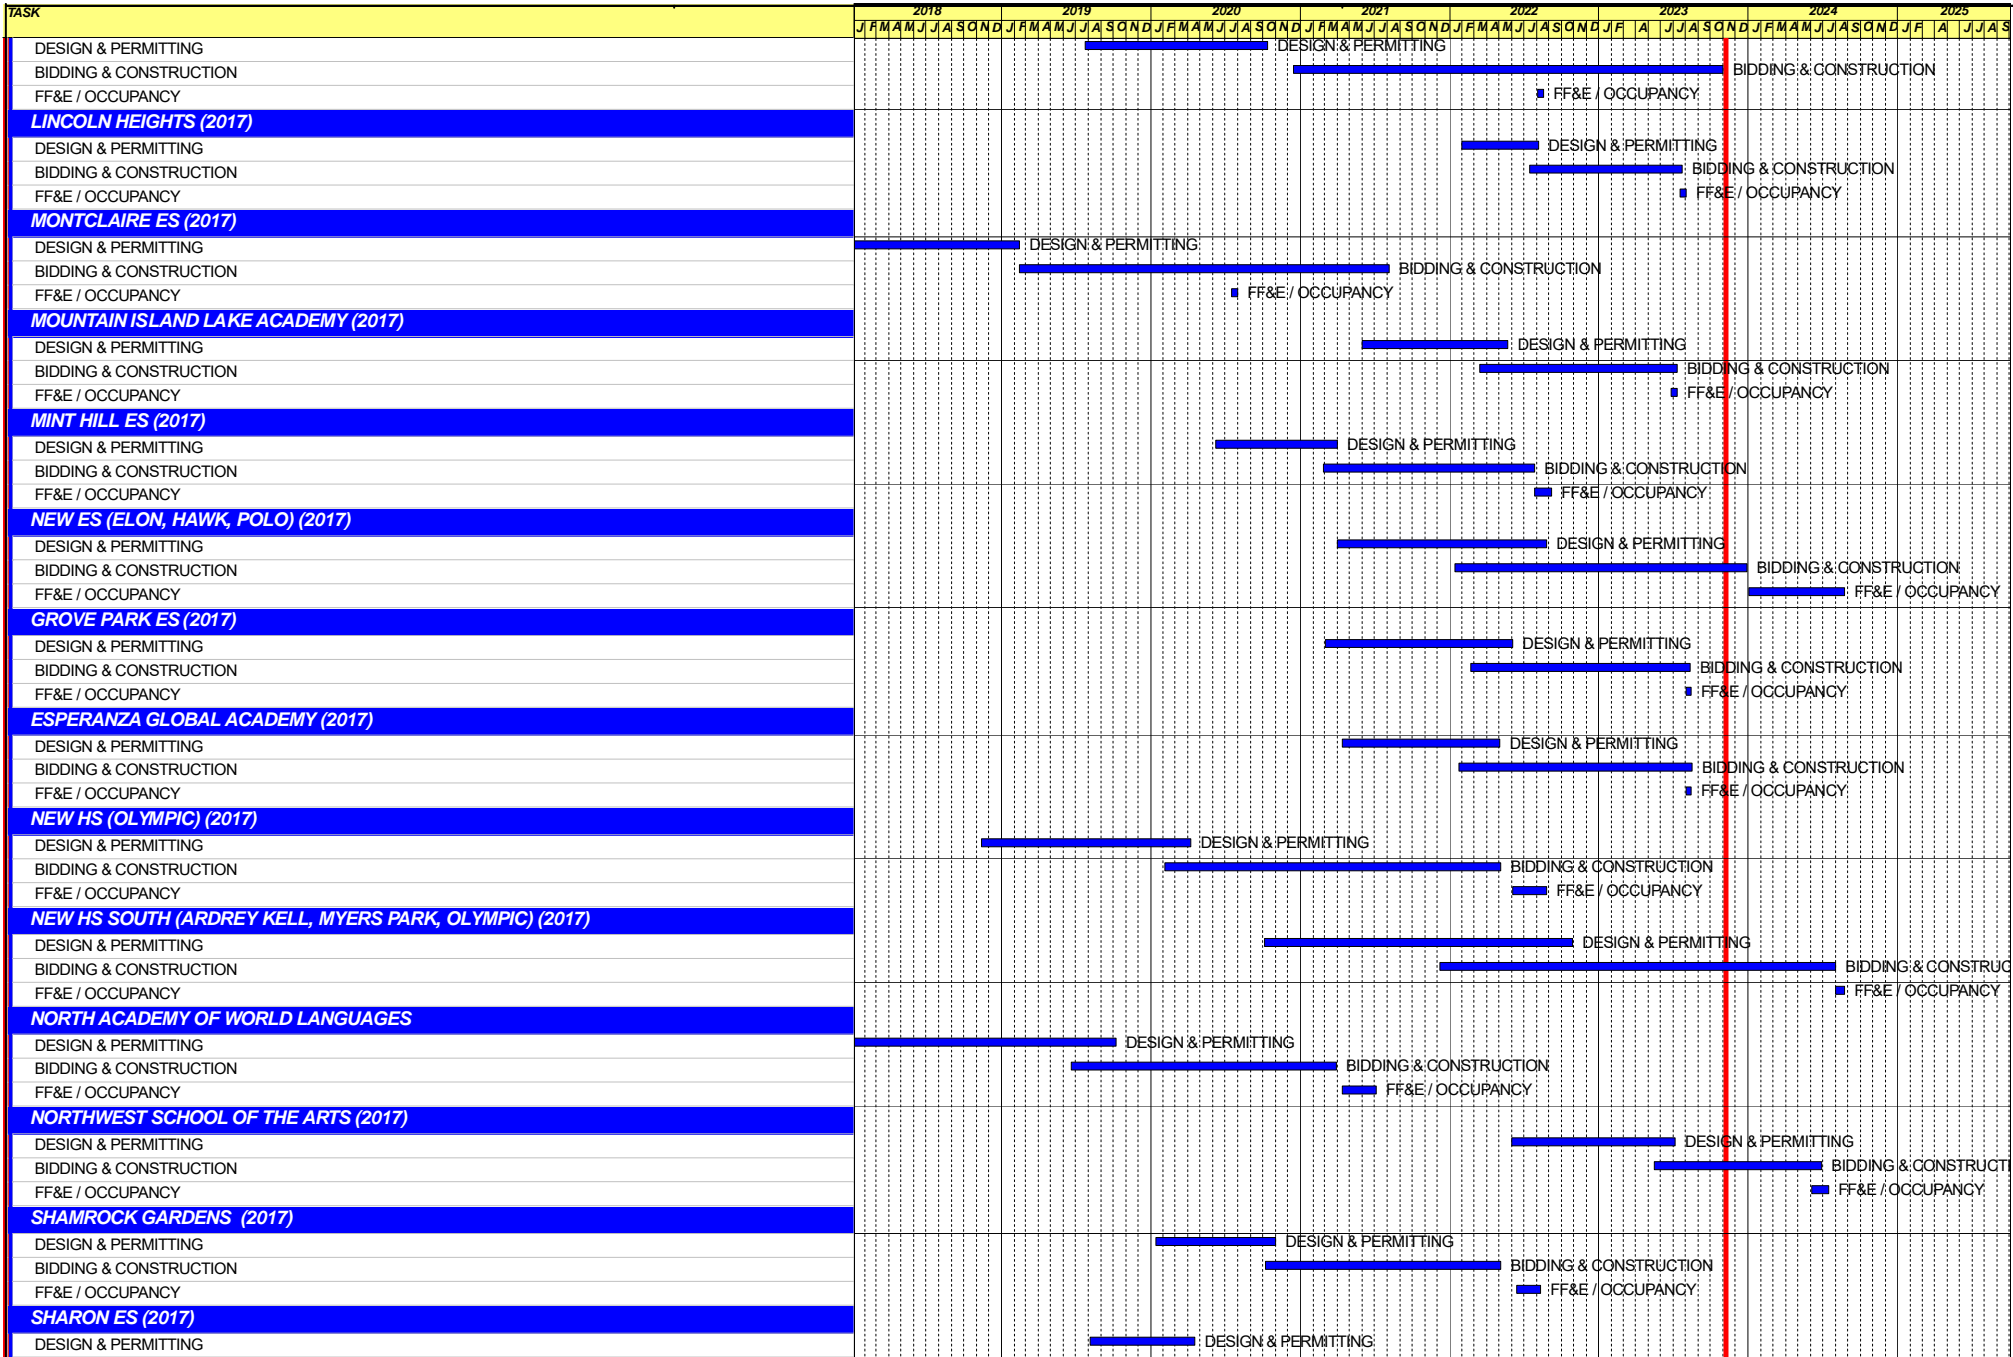 TASK 2018 2019 2020 2021 2022 2023 2024 2025
J F M A M J J A S O N D J F M A M J J A S O N D J F M A M J J A S O N D J F M A M J J A S O N D J F M A M J J A S O N D J F A J J A S O N D J F M A M J J A S O N D J F A J J A S
DESIGN & PERMITTING DESIGN & PERMITTING
BIDDING & CONSTRUCTION BIDDING & CONSTRUCTION
FF&E / OCCUPANCY FF&E / OCCUPANCY
LINCOLN HEIGHTS (2017)
DESIGN & PERMITTING DESIGN & PERMITTING
BIDDING & CONSTRUCTION BIDDING & CONSTRUCTION
FF&E / OCCUPANCY FF&E / OCCUPANCY
MONTCLAIRE ES (2017)
DESIGN & PERMITTING DESIGN & PERMITTING
BIDDING & CONSTRUCTION BIDDING & CONSTRUCTION
FF&E / OCCUPANCY FF&E / OCCUPANCY
MOUNTAIN ISLAND LAKE ACADEMY (2017)
DESIGN & PERMITTING DESIGN & PERMITTING
BIDDING & CONSTRUCTION BIDDING & CONSTRUCTION
FF&E / OCCUPANCY FF&E / OCCUPANCY
MINT HILL ES (2017)
DESIGN & PERMITTING DESIGN & PERMITTING
BIDDING & CONSTRUCTION BIDDING & CONSTRUCTION
FF&E / OCCUPANCY FF&E / OCCUPANCY
NEW ES (ELON, HAWK, POLO) (2017)
DESIGN & PERMITTING DESIGN & PERMITTING
BIDDING & CONSTRUCTION BIDDING & CONSTRUCTION
FF&E / OCCUPANCY FF&E / OCCUPANCY
GROVE PARK ES (2017)
DESIGN & PERMITTING DESIGN & PERMITTING
BIDDING & CONSTRUCTION BIDDING & CONSTRUCTION
FF&E / OCCUPANCY FF&E / OCCUPANCY
ESPERANZA GLOBAL ACADEMY (2017)
DESIGN & PERMITTING DESIGN & PERMITTING
BIDDING & CONSTRUCTION BIDDING & CONSTRUCTION
FF&E / OCCUPANCY FF&E / OCCUPANCY
NEW HS (OLYMPIC) (2017)
DESIGN & PERMITTING DESIGN & PERMITTING
BIDDING & CONSTRUCTION BIDDING & CONSTRUCTION
FF&E / OCCUPANCY FF&E / OCCUPANCY
NEW HS SOUTH (ARDREY KELL, MYERS PARK, OLYMPIC) (2017)
DESIGN & PERMITTING DESIGN & PERMITTING
BIDDING & CONSTRUCTION BIDDING & CONSTRUC
FF&E / OCCUPANCY FF&E / OCCUPANCY
NORTH ACADEMY OF WORLD LANGUAGES
DESIGN & PERMITTING DESIGN & PERMITTING
BIDDING & CONSTRUCTION BIDDING & CONSTRUCTION
FF&E / OCCUPANCY FF&E / OCCUPANCY
NORTHWEST SCHOOL OF THE ARTS (2017)
DESIGN & PERMITTING DESIGN & PERMITTING
BIDDING & CONSTRUCTION BIDDING & CONSTRUCTI
FF&E / OCCUPANCY FF&E / OCCUPANCY
SHAMROCK GARDENS (2017)
DESIGN & PERMITTING DESIGN & PERMITTING
BIDDING & CONSTRUCTION BIDDING & CONSTRUCTION
FF&E / OCCUPANCY FF&E / OCCUPANCY
SHARON ES (2017)
DESIGN & PERMITTING DESIGN & PERMITTING